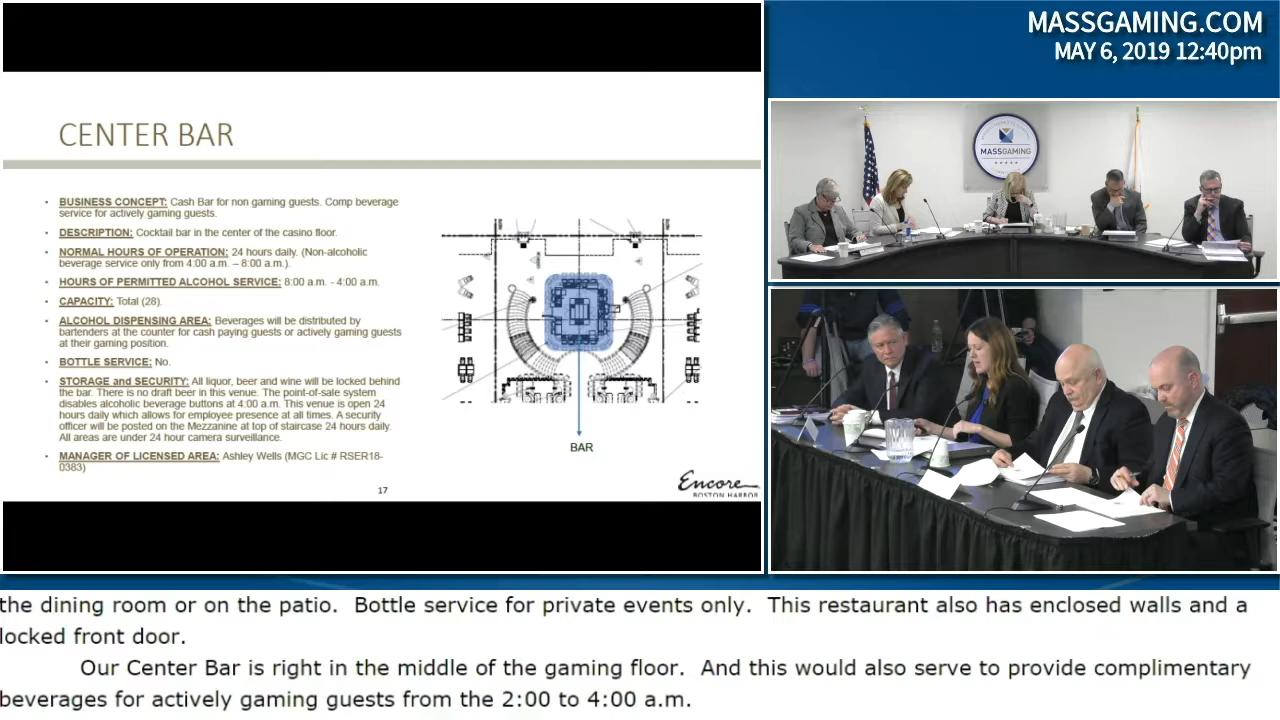 MASSGAMING.COM
MAY 6, 2019 12:40pm
CENTER BAR
• BUSINESS CONCEPT: Cash Bar for non gaming guests. Comp beverage
service for actively gaming guests.
• DESCRIPTION: Cocktail bar in the center of the casino floor.
• NORMAL HOURS OF OPERATION: 24 hours daily. (Non-alcoholic
beverage service only from 4:00 a.m. – 8:00 a.m.).
• HOURS OF PERMITTED ALCOHOL SERVICE: 8:00 a.m. - 4:00 a.m.
• CAPACITY: Total (28).
• ALCOHOL DISPENSING AREA: Beverages will be distributed by
bartenders at the counter for cash paying guests or actively gaming guests
at their gaming position.
• BOTTLE SERVICE: No.
• STORAGE and SECURITY: All liquor, beer and wine will be locked behind
the bar. There is no draft beer in this venue. The point-of-sale system
disables alcoholic beverage buttons at 4:00 a.m. This venue is open 24
hours daily which allows for employee presence at all times. A security
officer will be posted on the Mezzanine at top of staircase 24 hours daily.
All areas are under 24 hour camera surveillance.
• MANAGER OF LICENSED AREA: Ashley Wells (MGC Lic # RSER18-
0383)
BAR
17
Encore
BOSTON HARBOR
MASSGAMING
the dining room or on the patio.  Bottle service for private events only.  This restaurant also has enclosed walls and a
locked front door.
Our Center Bar is right in the middle of the gaming floor.  And this would also serve to provide complimentary
beverages for actively gaming guests from the 2:00 to 4:00 a.m.